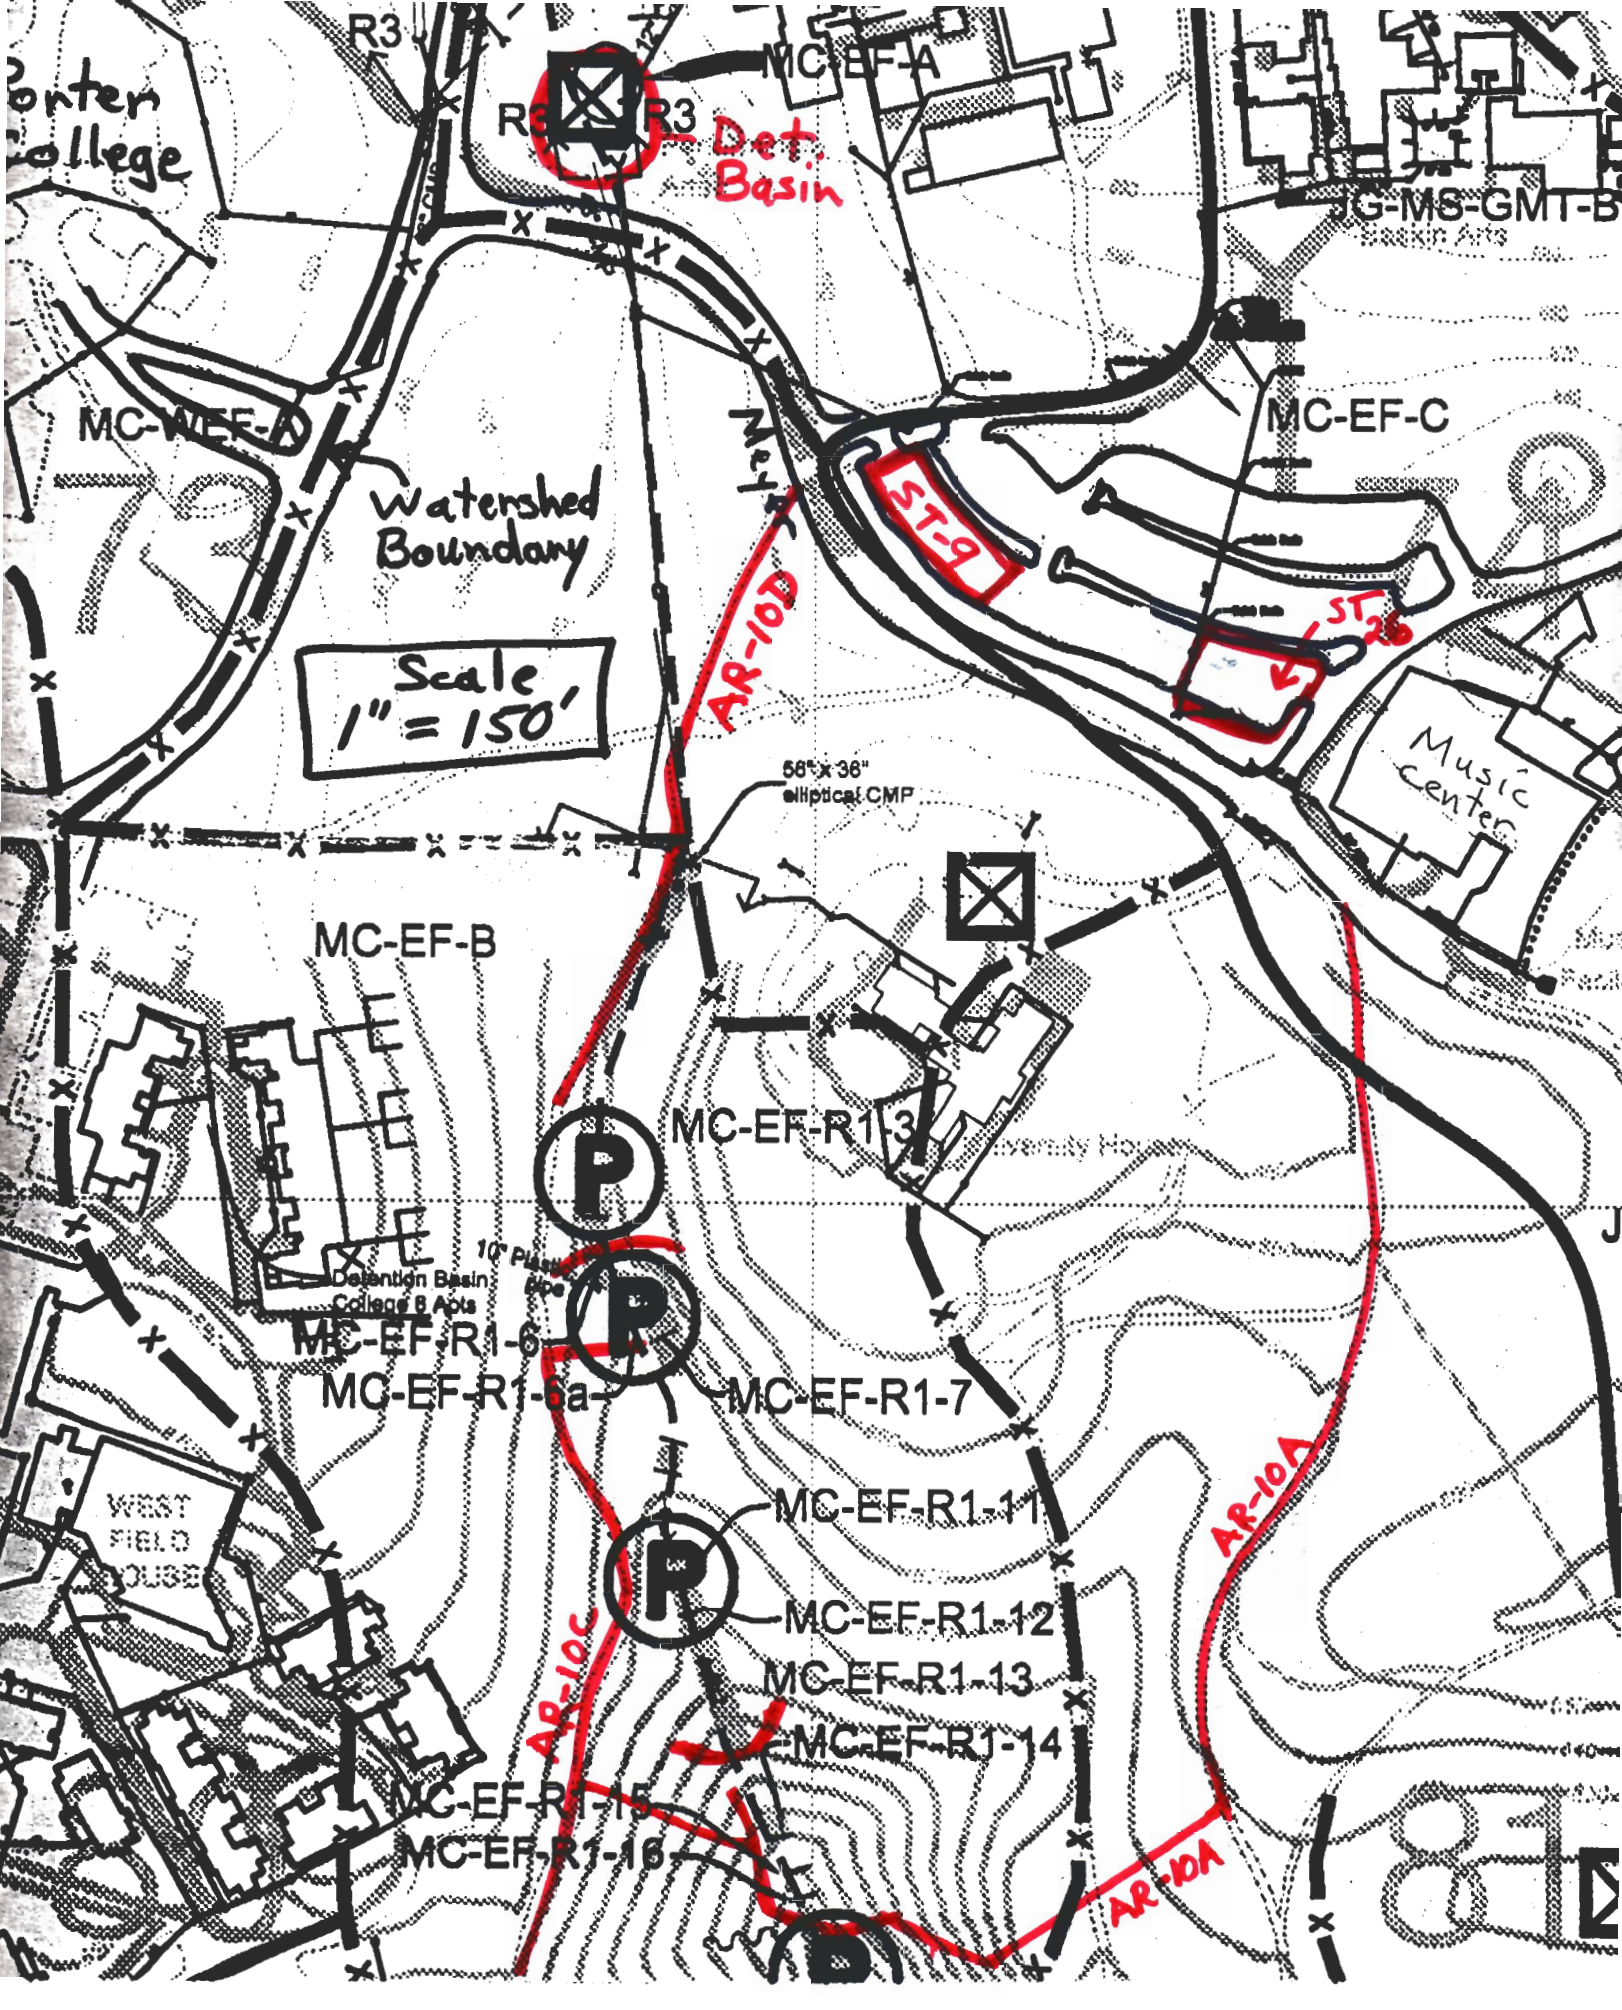 R3
MC-EF-A
Porter
College
R3
R3
Det.
Basin
JG-MS-GMT-B
MC-WEF-A
MC-EF-C
Watershed
Boundary
ST-9
ST
26
AR-10D
Scale
1" = 150'
56" x 36"
elliptical CMP
Music
Center
MC-EF-B
MC-EF-R1-3
P
10" Plastic
Pipe
Detention Basin
College 8 Apts
P
MC-EF-R1-6
MC-EF-R1-6a
MC-EF-R1-7
AR-10A
WEST
FIELD
HOUSE
MC-EF-R1-11
P
MC-EF-R1-12
AR-10C
MC-EF-R1-13
MC-EF-R1-14
MC-EF-R1-15
MC-EF-R1-16
AR-10A
P